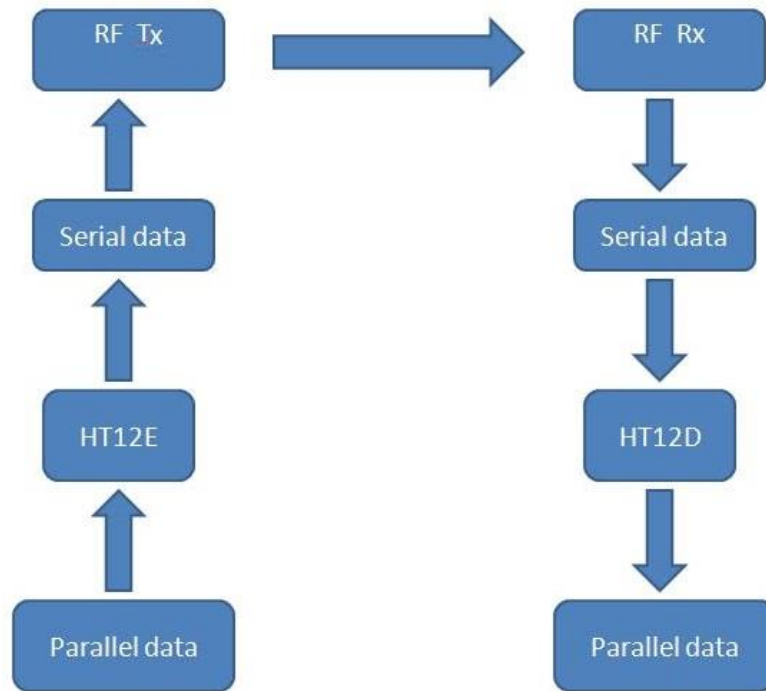 RF Tx
RF Rx
Serial data
Serial data
HT12E
HT12D
Parallel data
Parallel data